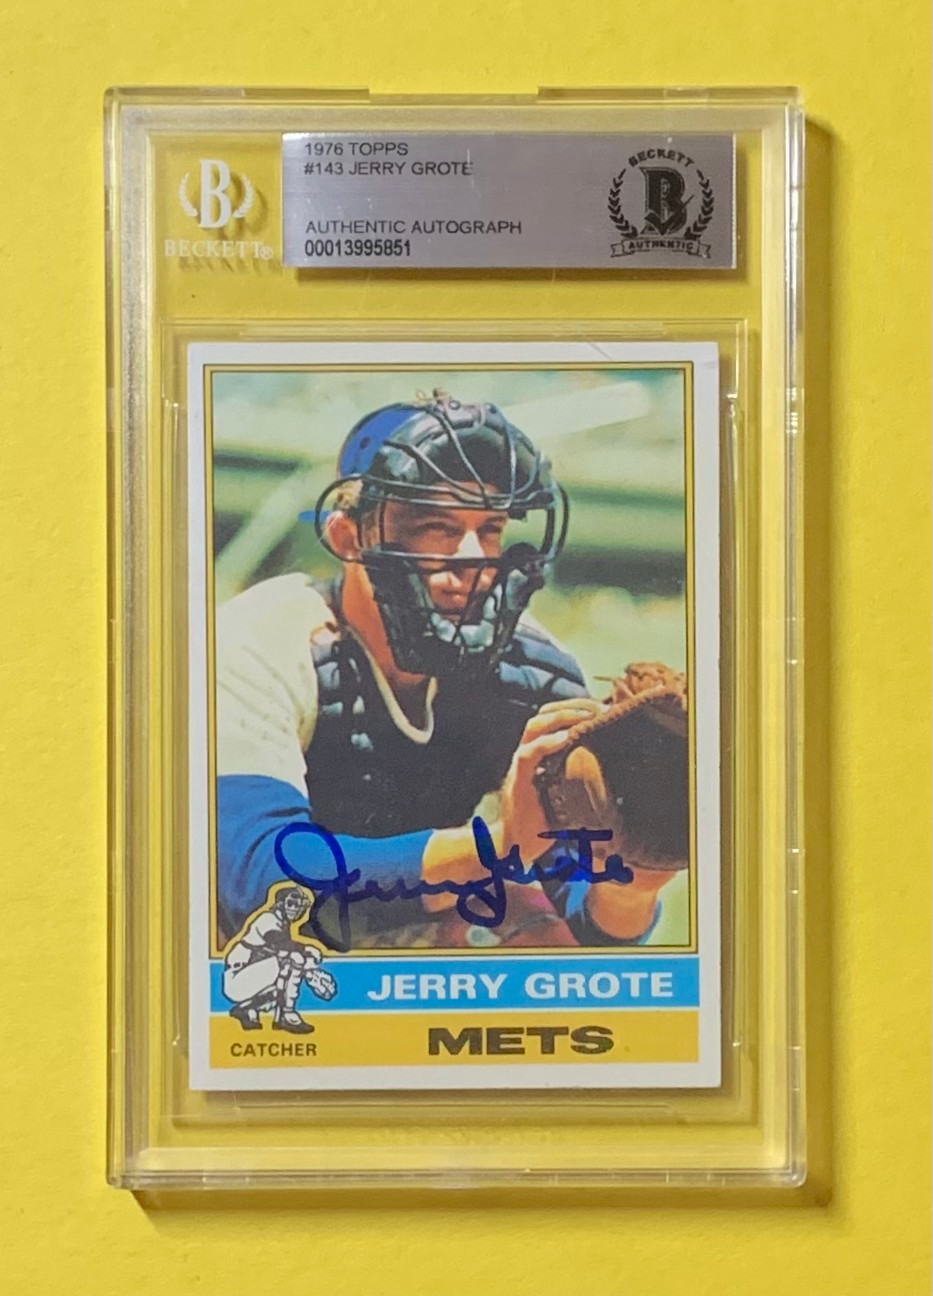 1976 TOPPS
#143 JERRY GROTE
AUTHENTIC AUTOGRAPH
00013995851
B
BECKETT®
BECKETT
B
AUTHENTIC
Jerry Grote
JERRY GROTE
METS
CATCHER